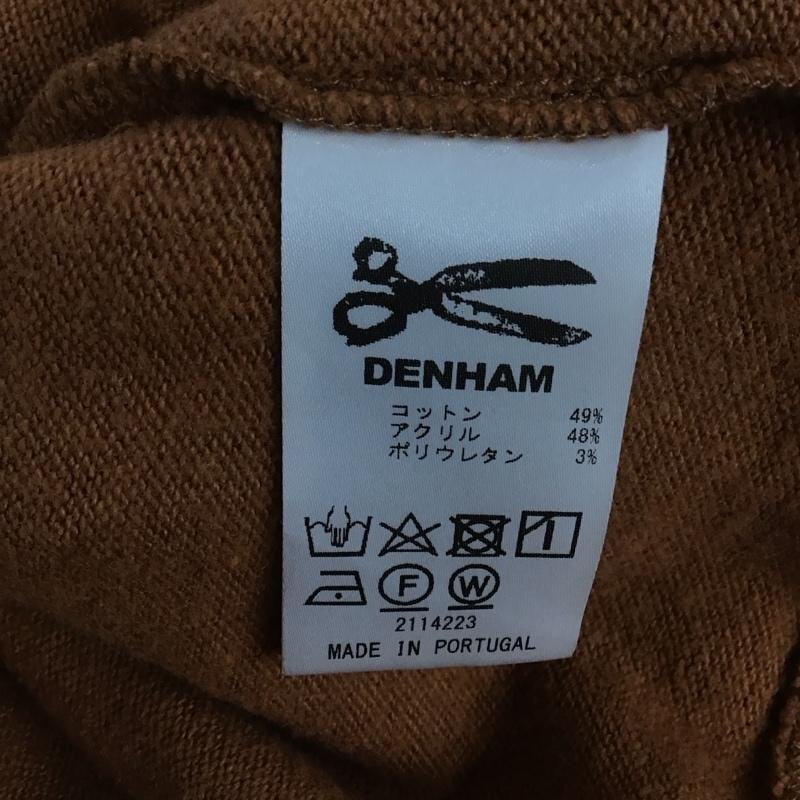 DENHAM
コットン 49%
アクリル 48%
ポリウレタン 3%
F W
2114223
MADE IN PORTUGAL